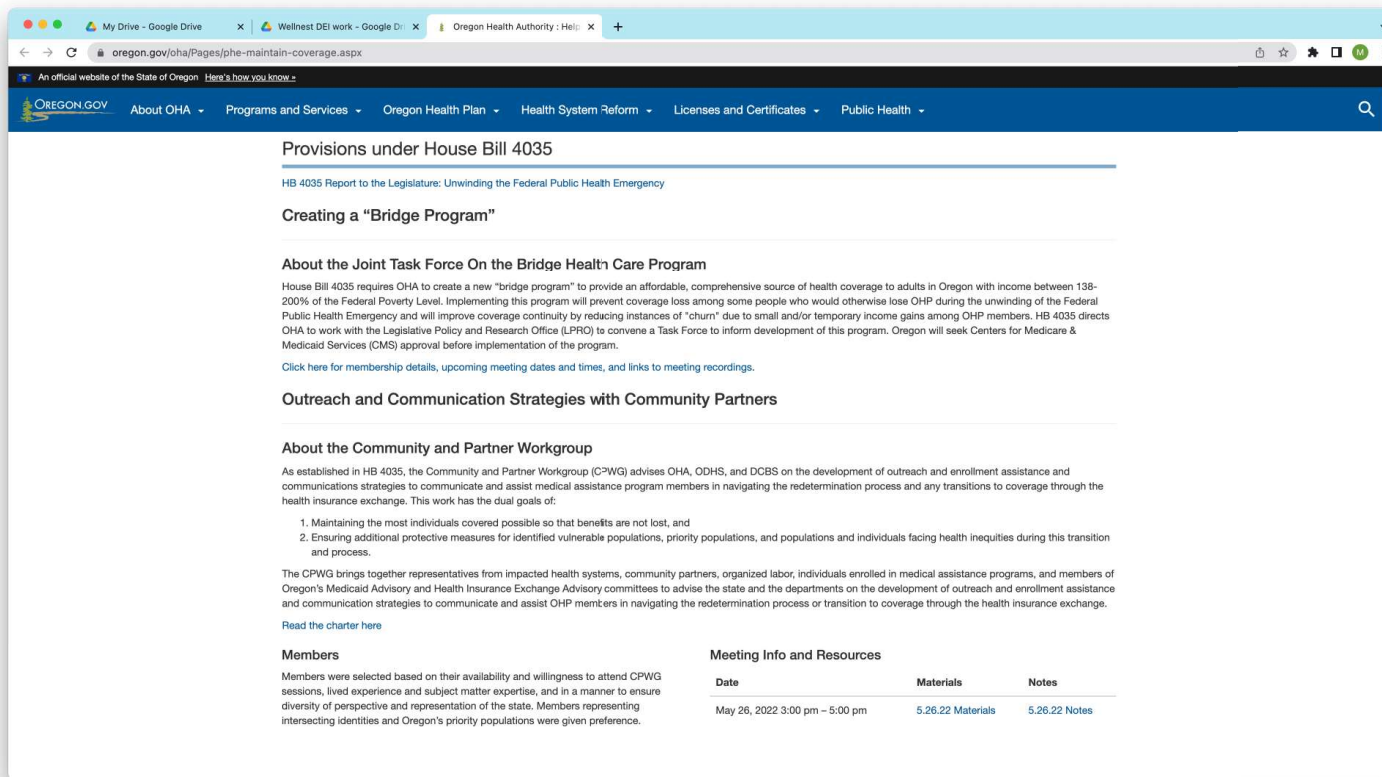 My Drive - Google Drive
Wellnest DEI work - Google Dri
Oregon Health Authority : Help
oregon.gov/oha/Pages/phe-maintain-coverage.aspx
M
An official website of the State of Oregon Here's how you know »
OREGON.GOV
About OHA
Programs and Services
Oregon Health Plan
Health System Reform
Licenses and Certificates
Public Health
Provisions under House Bill 4035
HB 4035 Report to the Legislature: Unwinding the Federal Public Health Emergency
Creating a “Bridge Program”
About the Joint Task Force On the Bridge Health Care Program
House Bill 4035 requires OHA to create a new “bridge program” to provide an affordable, comprehensive source of health coverage to adults in Oregon with income between 138-
200% of the Federal Poverty Level. Implementing this program will prevent coverage loss among some people who would otherwise lose OHP during the unwinding of the Federal
Public Health Emergency and will improve coverage continuity by reducing instances of "churn" due to small and/or temporary income gains among OHP members. HB 4035 directs
OHA to work with the Legislative Policy and Research Office (LPRO) to convene a Task Force to inform development of this program. Oregon will seek Centers for Medicare &
Medicaid Services (CMS) approval before implementation of the program.
Click here for membership details, upcoming meeting dates and times, and links to meeting recordings.
Outreach and Communication Strategies with Community Partners
About the Community and Partner Workgroup
As established in HB 4035, the Community and Partner Workgroup (CPWG) advises OHA, ODHS, and DCBS on the development of outreach and enrollment assistance and
communications strategies to communicate and assist medical assistance program members in navigating the redetermination process and any transitions to coverage through the
health insurance exchange. This work has the dual goals of:
1. Maintaining the most individuals covered possible so that benefits are not lost, and
2. Ensuring additional protective measures for identified vulnerable populations, priority populations, and populations and individuals facing health inequities during this transition
and process.
The CPWG brings together representatives from impacted health systems, community partners, organized labor, individuals enrolled in medical assistance programs, and members of
Oregon’s Medicaid Advisory and Health Insurance Exchange Advisory committees to advise the state and the departments on the development of outreach and enrollment assistance
and communication strategies to communicate and assist OHP members in navigating the redetermination process or transition to coverage through the health insurance exchange.
Read the charter here
Members
Members were selected based on their availability and willingness to attend CPWG
sessions, lived experience and subject matter expertise, and in a manner to ensure
diversity of perspective and representation of the state. Members representing
intersecting identities and Oregon’s priority populations were given preference.
Meeting Info and Resources
Date Materials Notes
May 26, 2022 3:00 pm – 5:00 pm 5.26.22 Materials 5.26.22 Notes